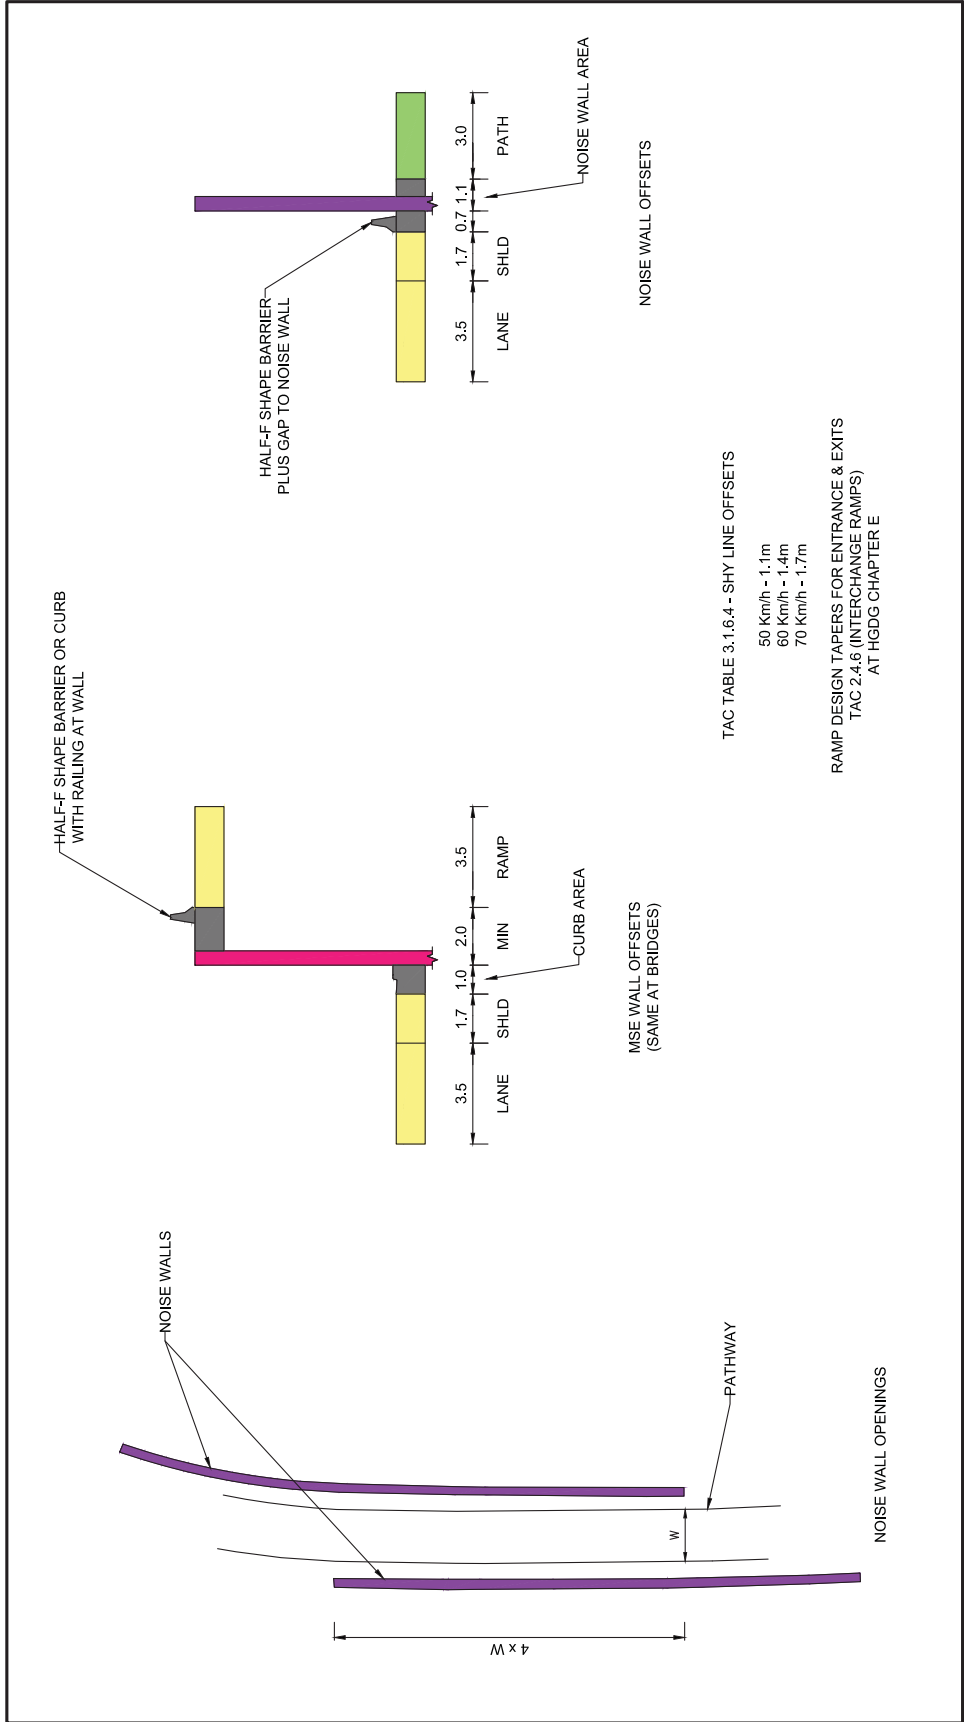 NOISE WALLS
4 x W
W
PATHWAY
NOISE WALL OPENINGS
HALF-F SHAPE BARRIER OR CURB
WITH RAILING AT WALL
3.5
1.7
1.0
2.0
3.5
LANE
SHLD
MIN
RAMP
CURB AREA
MSE WALL OFFSETS
(SAME AT BRIDGES)
HALF-F SHAPE BARRIER
PLUS GAP TO NOISE WALL
3.5
1.7
0.7
1.1
3.0
LANE
SHLD
PATH
NOISE WALL AREA
NOISE WALL OFFSETS
TAC TABLE 3.1.6.4 - SHY LINE OFFSETS
50 Km/h - 1.1m
60 Km/h - 1.4m
70 Km/h - 1.7m
RAMP DESIGN TAPERS FOR ENTRANCE & EXITS
TAC 2.4.6 (INTERCHANGE RAMPS)
AT HGDG CHAPTER E